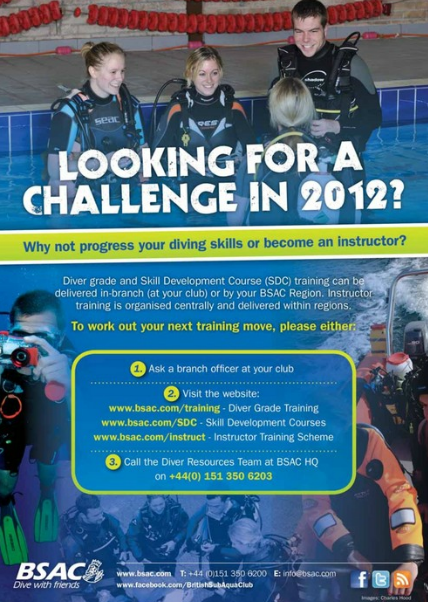 seac
RES
shadow
LOOKING FOR A
CHALLENGE IN 2012?
Why not progress your diving skills or become an instructor?
Diver grade and Skill Development Course (SDC) training can be
delivered in-branch (at your club) or by your BSAC Region. Instructor
training is organised centrally and delivered within regions.
To work out your next training move, please either:
1. Ask a branch officer at your club
2. Visit the website:
www.bsac.com/training - Diver Grade Training
www.bsac.com/SDC - Skill Development Courses
www.bsac.com/instruct - Instructor Training Scheme
3. Call the Diver Resources Team at BSAC HQ
on +44(0) 151 350 6203
BSAC
Dive with friends
www.bsac.com T: +44 (0)151 350 6200 E: info@bsac.com
www.facebook.com/BritishSubAquaClub
Images: Charles Hood